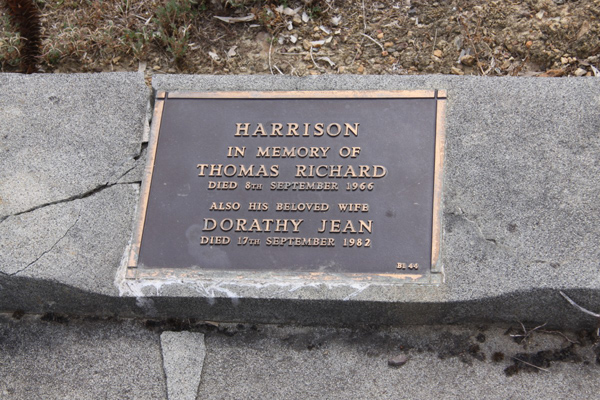 HARRISON
IN MEMORY OF
THOMAS RICHARD
DIED 8TH SEPTEMBER 1966
ALSO HIS BELOVED WIFE
DORATHY JEAN
DIED 17TH SEPTEMBER 1982
B1 44